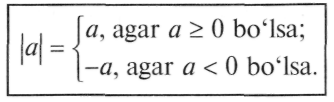 |a| = { a, agar a ≥ 0 bo‘lsa;
−a, agar a < 0 bo‘lsa.